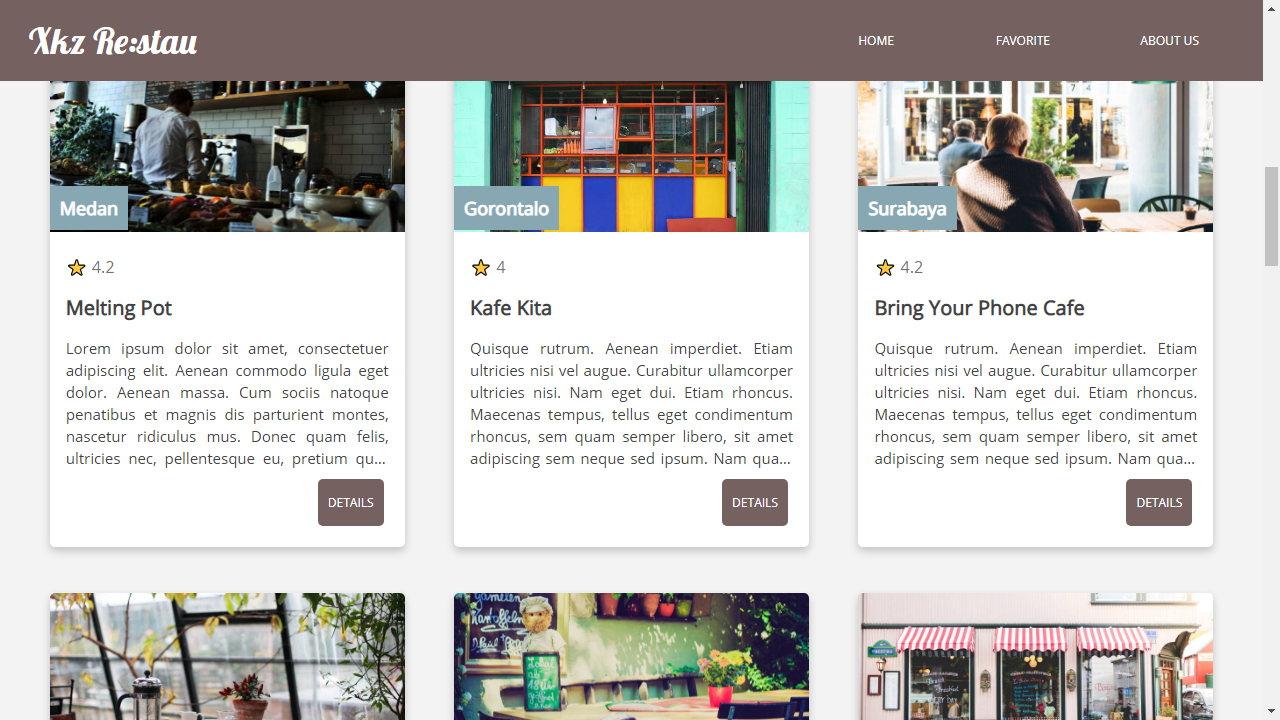 Xkz Re:stau
HOME
FAVORITE
ABOUT US
Medan
4.2
Melting Pot
Lorem ipsum dolor sit amet, consectetuer
adipiscing elit. Aenean commodo ligula eget
dolor. Aenean massa. Cum sociis natoque
penatibus et magnis dis parturient montes,
nascetur ridiculus mus. Donec quam felis,
ultricies nec, pellentesque eu, pretium qu...
DETAILS
Gorontalo
4
Kafe Kita
Quisque rutrum. Aenean imperdiet. Etiam
ultricies nisi vel augue. Curabitur ullamcorper
ultricies nisi. Nam eget dui. Etiam rhoncus.
Maecenas tempus, tellus eget condimentum
rhoncus, sem quam semper libero, sit amet
adipiscing sem neque sed ipsum. Nam qua...
DETAILS
Surabaya
4.2
Bring Your Phone Cafe
Quisque rutrum. Aenean imperdiet. Etiam
ultricies nisi vel augue. Curabitur ullamcorper
ultricies nisi. Nam eget dui. Etiam rhoncus.
Maecenas tempus, tellus eget condimentum
rhoncus, sem quam semper libero, sit amet
adipiscing sem neque sed ipsum. Nam qua...
DETAILS